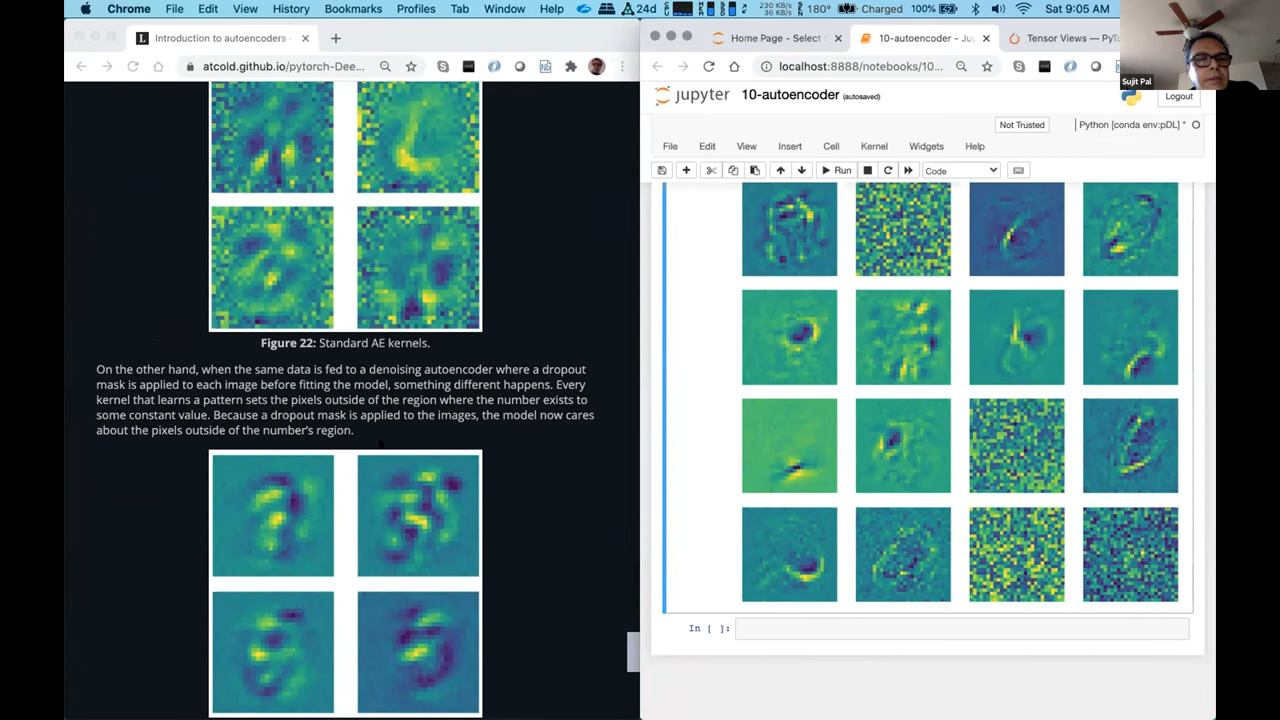 Chrome File Edit View History Bookmarks Profiles Tab Window Help
24d
230 KB/s
36 KB/s
180° Charged 100% Sat 9:05 AM
Introduction to autoencoders
atcold.github.io/pytorch-Dee…
Figure 22: Standard AE kernels.
On the other hand, when the same data is fed to a denoising autoencoder where a dropout
mask is applied to each image before fitting the model, something different happens. Every
kernel that learns a pattern sets the pixels outside of the region where the number exists to
some constant value. Because a dropout mask is applied to the images, the model now cares
about the pixels outside of the number's region.
Home Page - Select
10-autoencoder - Ju
Tensor Views — PyT
localhost:8888/notebooks/10…
Sujit Pal
jupyter 10-autoencoder (autosaved)
Logout
Not Trusted
Python [conda env:pDL] *
File Edit View Insert Cell Kernel Widgets Help
Run
Code
In [ ]: